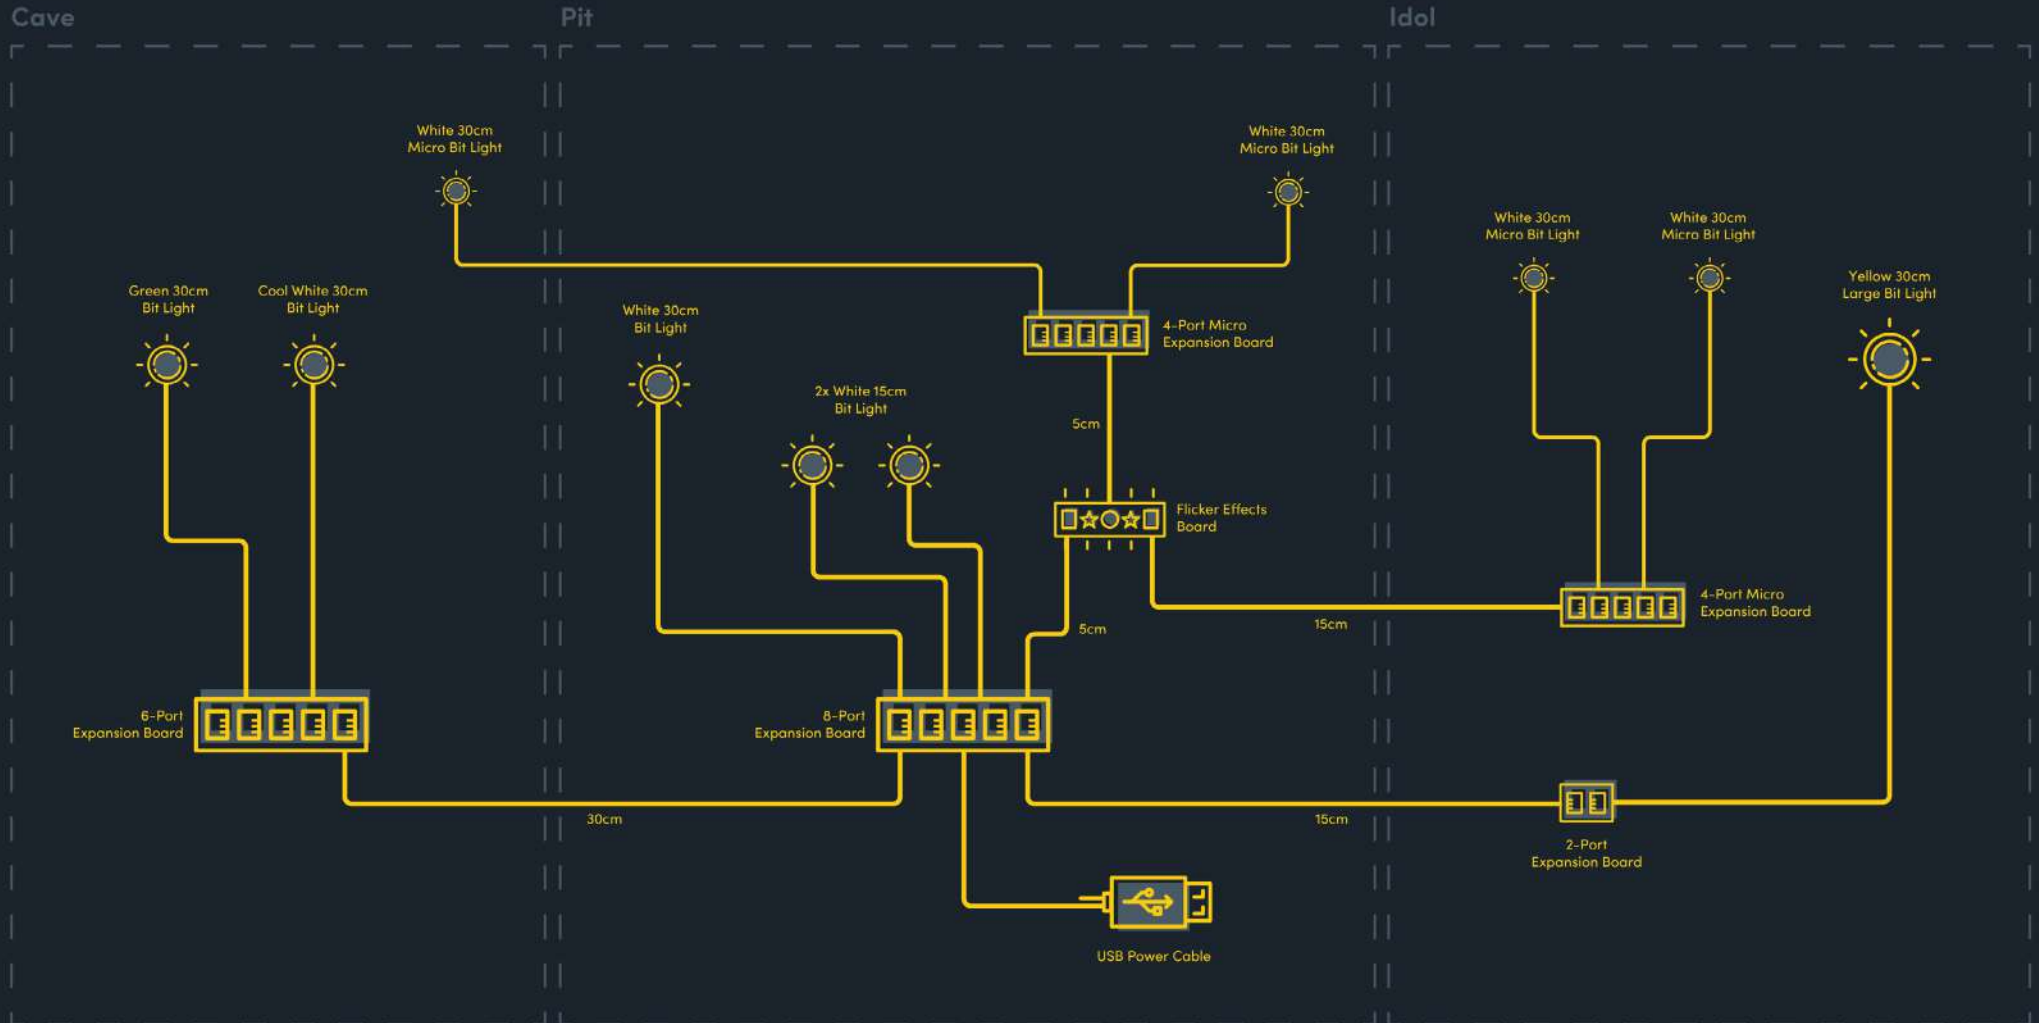 Cave
Pit
Idol
White 30cm
Micro Bit Light
White 30cm
Micro Bit Light
White 30cm
Micro Bit Light
White 30cm
Micro Bit Light
Yellow 30cm
Large Bit Light
Green 30cm
Bit Light
Cool White 30cm
Bit Light
White 30cm
Bit Light
4-Port Micro
Expansion Board
2x White 15cm
Bit Light
5cm
Flicker Effects
Board
4-Port Micro
Expansion Board
15cm
5cm
6-Port
Expansion Board
8-Port
Expansion Board
30cm
15cm
2-Port
Expansion Board
USB Power Cable